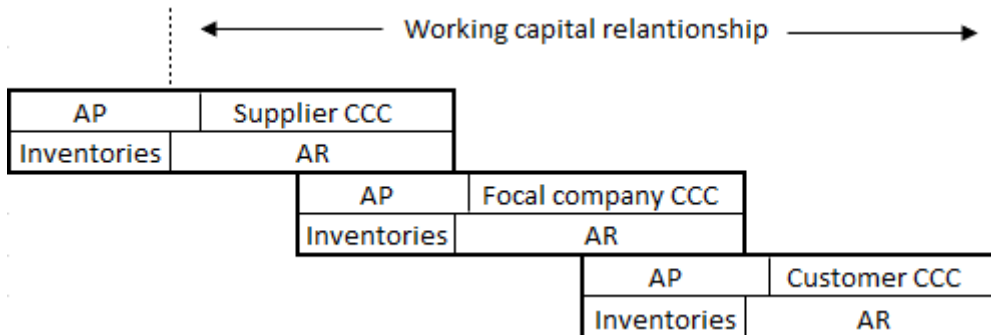 Working capital relantionship
AP Supplier CCC
Inventories AR
AP Focal company CCC
Inventories AR
AP Customer CCC
Inventories AR